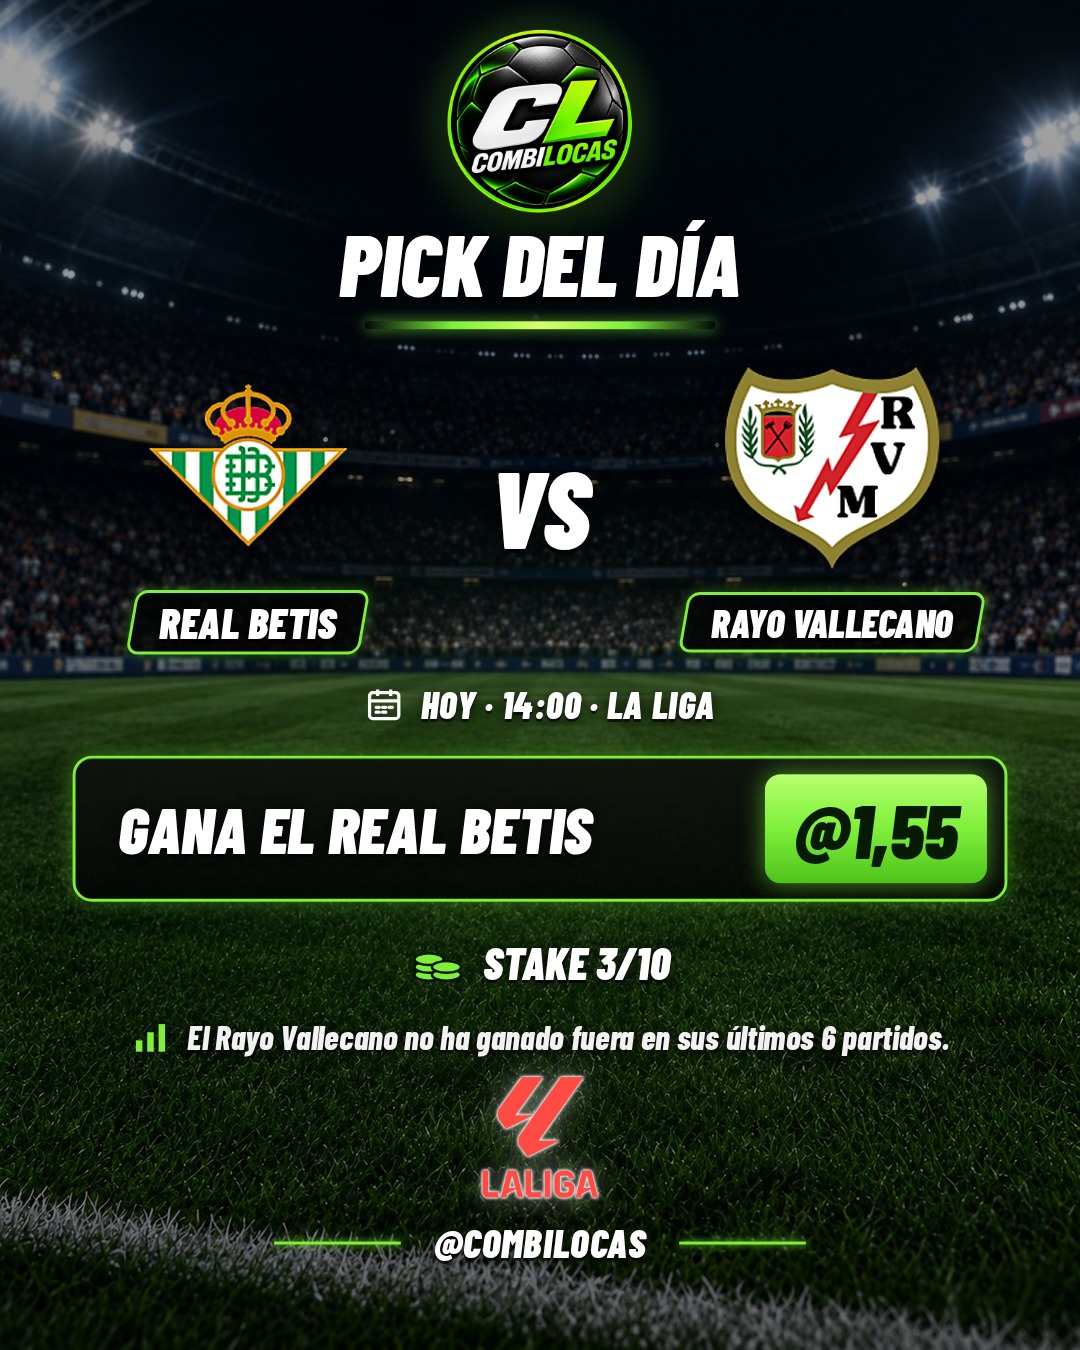 CL
COMBILOCAS
PICK DEL DÍA
R
V
M
VS
REAL BETIS
RAYO VALLECANO
HOY · 14:00 · LA LIGA
GANA EL REAL BETIS
@1,55
STAKE 3/10
El Rayo Vallecano no ha ganado fuera en sus últimos 6 partidos.
LALIGA
@COMBILOCAS